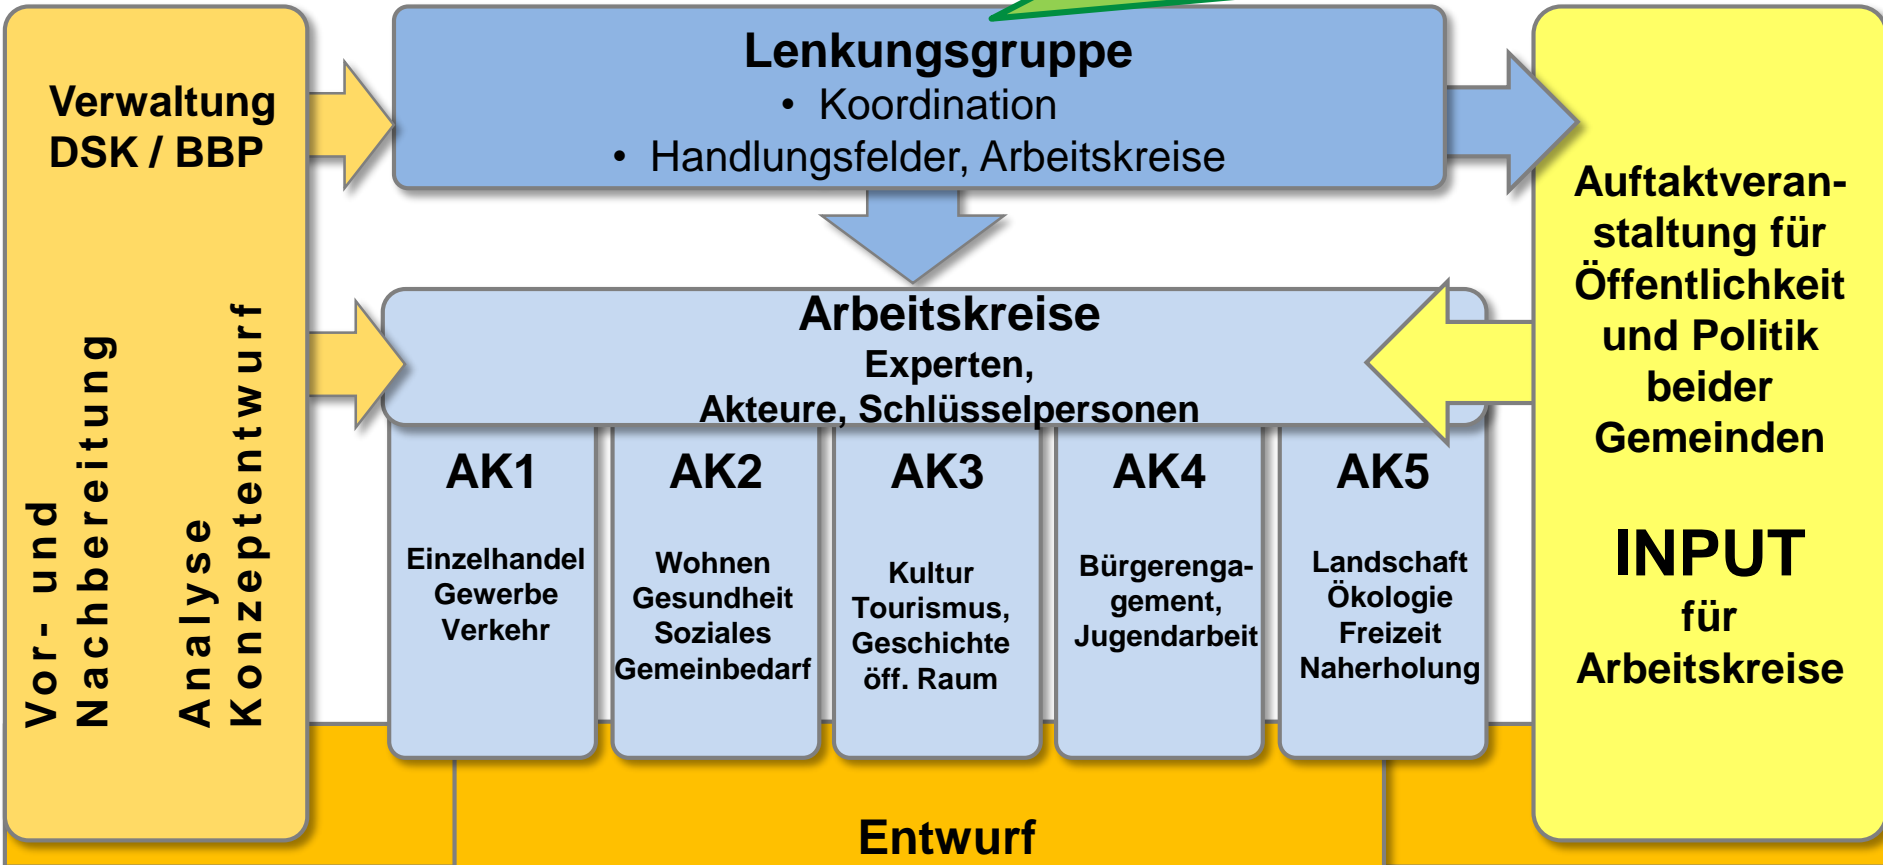 Verwaltung
DSK / BBP
Vor- und
Nachbereitung
Analyse
Konzeptentwurf
Lenkungsgruppe
• Koordination
• Handlungsfelder, Arbeitskreise
Arbeitskreise
Experten,
Akteure, Schlüsselpersonen
AK1
Einzelhandel
Gewerbe
Verkehr
AK2
Wohnen
Gesundheit
Soziales
Gemeinbedarf
AK3
Kultur
Tourismus,
Geschichte
öff. Raum
AK4
Bürgerenga-
gement,
Jugendarbeit
AK5
Landschaft
Ökologie
Freizeit
Naherholung
Auftaktveran-
staltung für
Öffentlichkeit
und Politik
beider
Gemeinden
INPUT
für
Arbeitskreise
Entwurf